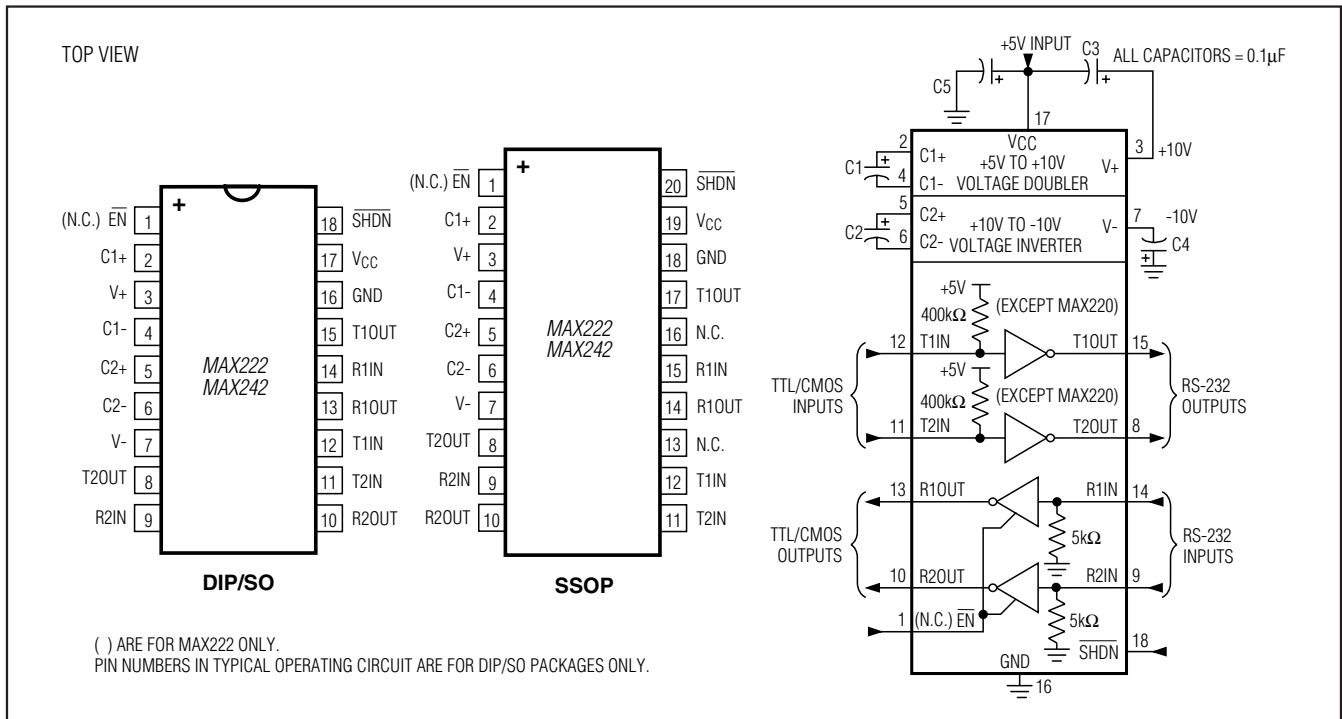 TOP VIEW
+
(N.C.) EN 1
C1+ 2
V+ 3
C1- 4
C2+ 5
C2- 6
V- 7
T2OUT 8
R2IN 9
18 SHDN
17 VCC
16 GND
15 T1OUT
14 R1IN
13 R1OUT
12 T1IN
11 T2IN
10 R2OUT
MAX222
MAX242
DIP/SO
+
(N.C.) EN 1
C1+ 2
V+ 3
C1- 4
C2+ 5
C2- 6
V- 7
T2OUT 8
R2IN 9
R2OUT 10
20 SHDN
19 VCC
18 GND
17 T1OUT
16 N.C.
15 R1IN
14 R1OUT
13 N.C.
12 T1IN
11 T2IN
MAX222
MAX242
SSOP
( ) ARE FOR MAX222 ONLY.
PIN NUMBERS IN TYPICAL OPERATING CIRCUIT ARE FOR DIP/SO PACKAGES ONLY.
+5V INPUT
C3
ALL CAPACITORS = 0.1µF
C5
+
+
17
VCC
2
C1+
+5V TO +10V
VOLTAGE DOUBLER
V+
3
+10V
C1
+
4
C1-
5
C2+
+10V TO -10V
VOLTAGE INVERTER
V-
7
-10V
C2
+
6
C2-
C4
+
+5V
400kΩ
(EXCEPT MAX220)
12
T1IN
T1OUT
15
+5V
400kΩ
(EXCEPT MAX220)
TTL/CMOS
INPUTS
RS-232
OUTPUTS
11
T2IN
T2OUT
8
13
R1OUT
R1IN
14
5kΩ
TTL/CMOS
OUTPUTS
RS-232
INPUTS
10
R2OUT
R2IN
9
5kΩ
1
(N.C.) EN
SHDN
18
GND
16